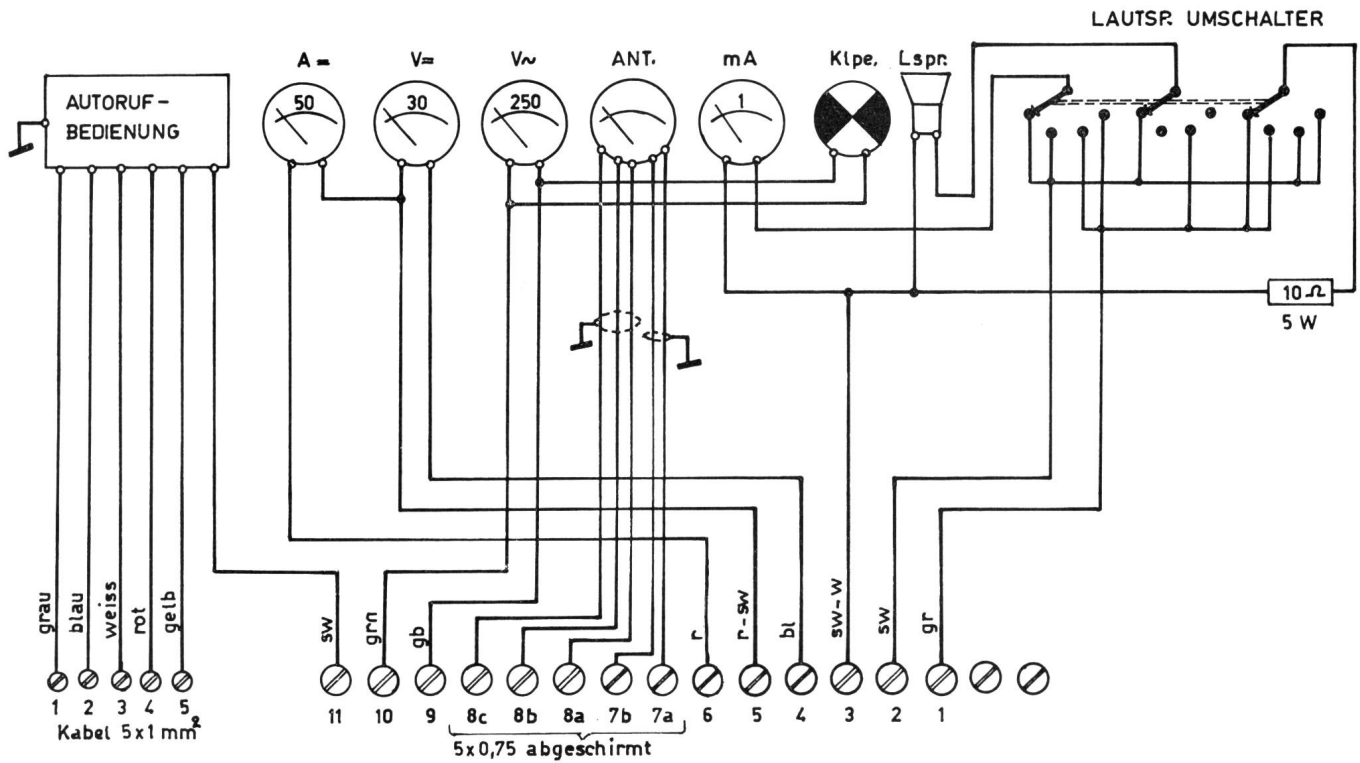 LAUTSP. UMSCHALTER
A =
V=
V~
ANT.
mA
Klpe.
Lspr.
AUTORUF-
BEDIENUNG
50
30
250
1
10 Ω
5 W
grau
blau
weiss
rot
gelb
sw
grn
gb
r
r-sw
bl
sw-w
sw
gr
1 2 3 4 5
11 10 9 8c 8b 8a 7b 7a 6 5 4 3 2 1
Kabel 5x1 mm²
5x0,75 abgeschirmt